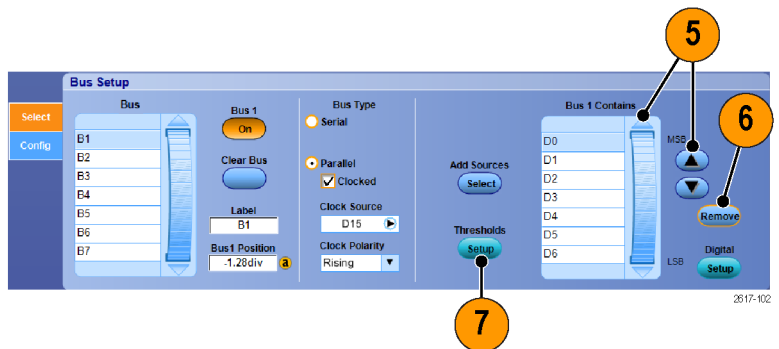 5
Bus Setup
Select
Config
Bus
B1
B2
B3
B4
B5
B6
B7
Bus 1
On
Clear Bus
Label
B1
Bus1 Position
-1.28div
a
Bus Type
Serial
Parallel
Clocked
Clock Source
D15
Clock Polarity
Rising
Add Sources
Select
Thresholds
Setup
Bus 1 Contains
D0
D1
D2
D3
D4
D5
D6
MSB
LSB
6
Remove
Digital
Setup
7
2617-102